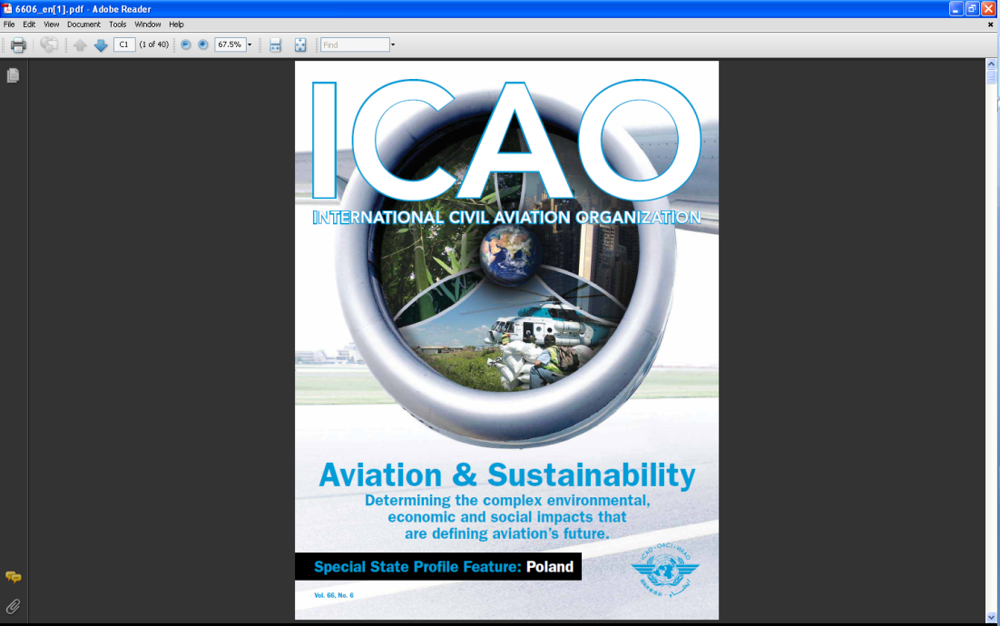 6606_en[1].pdf - Adobe Reader
File Edit View Document Tools Window Help
C1 (1 of 40) 67.5% Find
ICAO
INTERNATIONAL CIVIL AVIATION ORGANIZATION
Aviation & Sustainability
Determining the complex environmental,
economic and social impacts that
are defining aviation's future.
Special State Profile Feature: Poland
ICAO · OACI · ИКАО
Vol. 66, No. 6